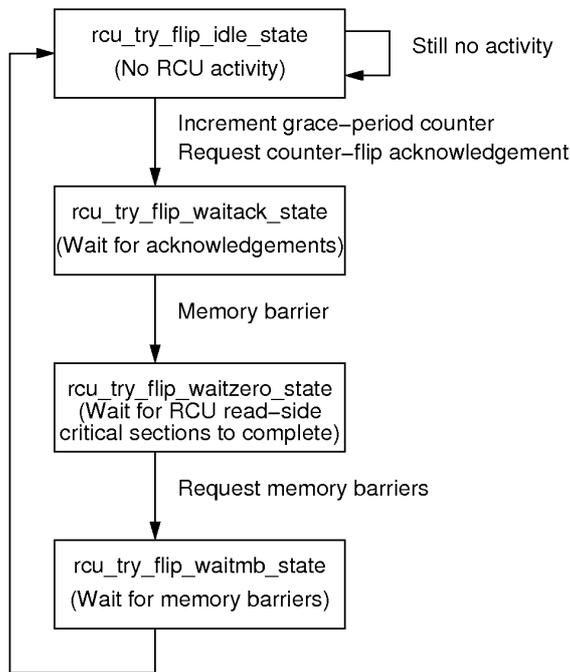 rcu_try_flip_idle_state
(No RCU activity)
Still no activity
Increment grace−period counter
Request counter−flip acknowledgement
rcu_try_flip_waitack_state
(Wait for acknowledgements)
Memory barrier
rcu_try_flip_waitzero_state
(Wait for RCU read−side
critical sections to complete)
Request memory barriers
rcu_try_flip_waitmb_state
(Wait for memory barriers)